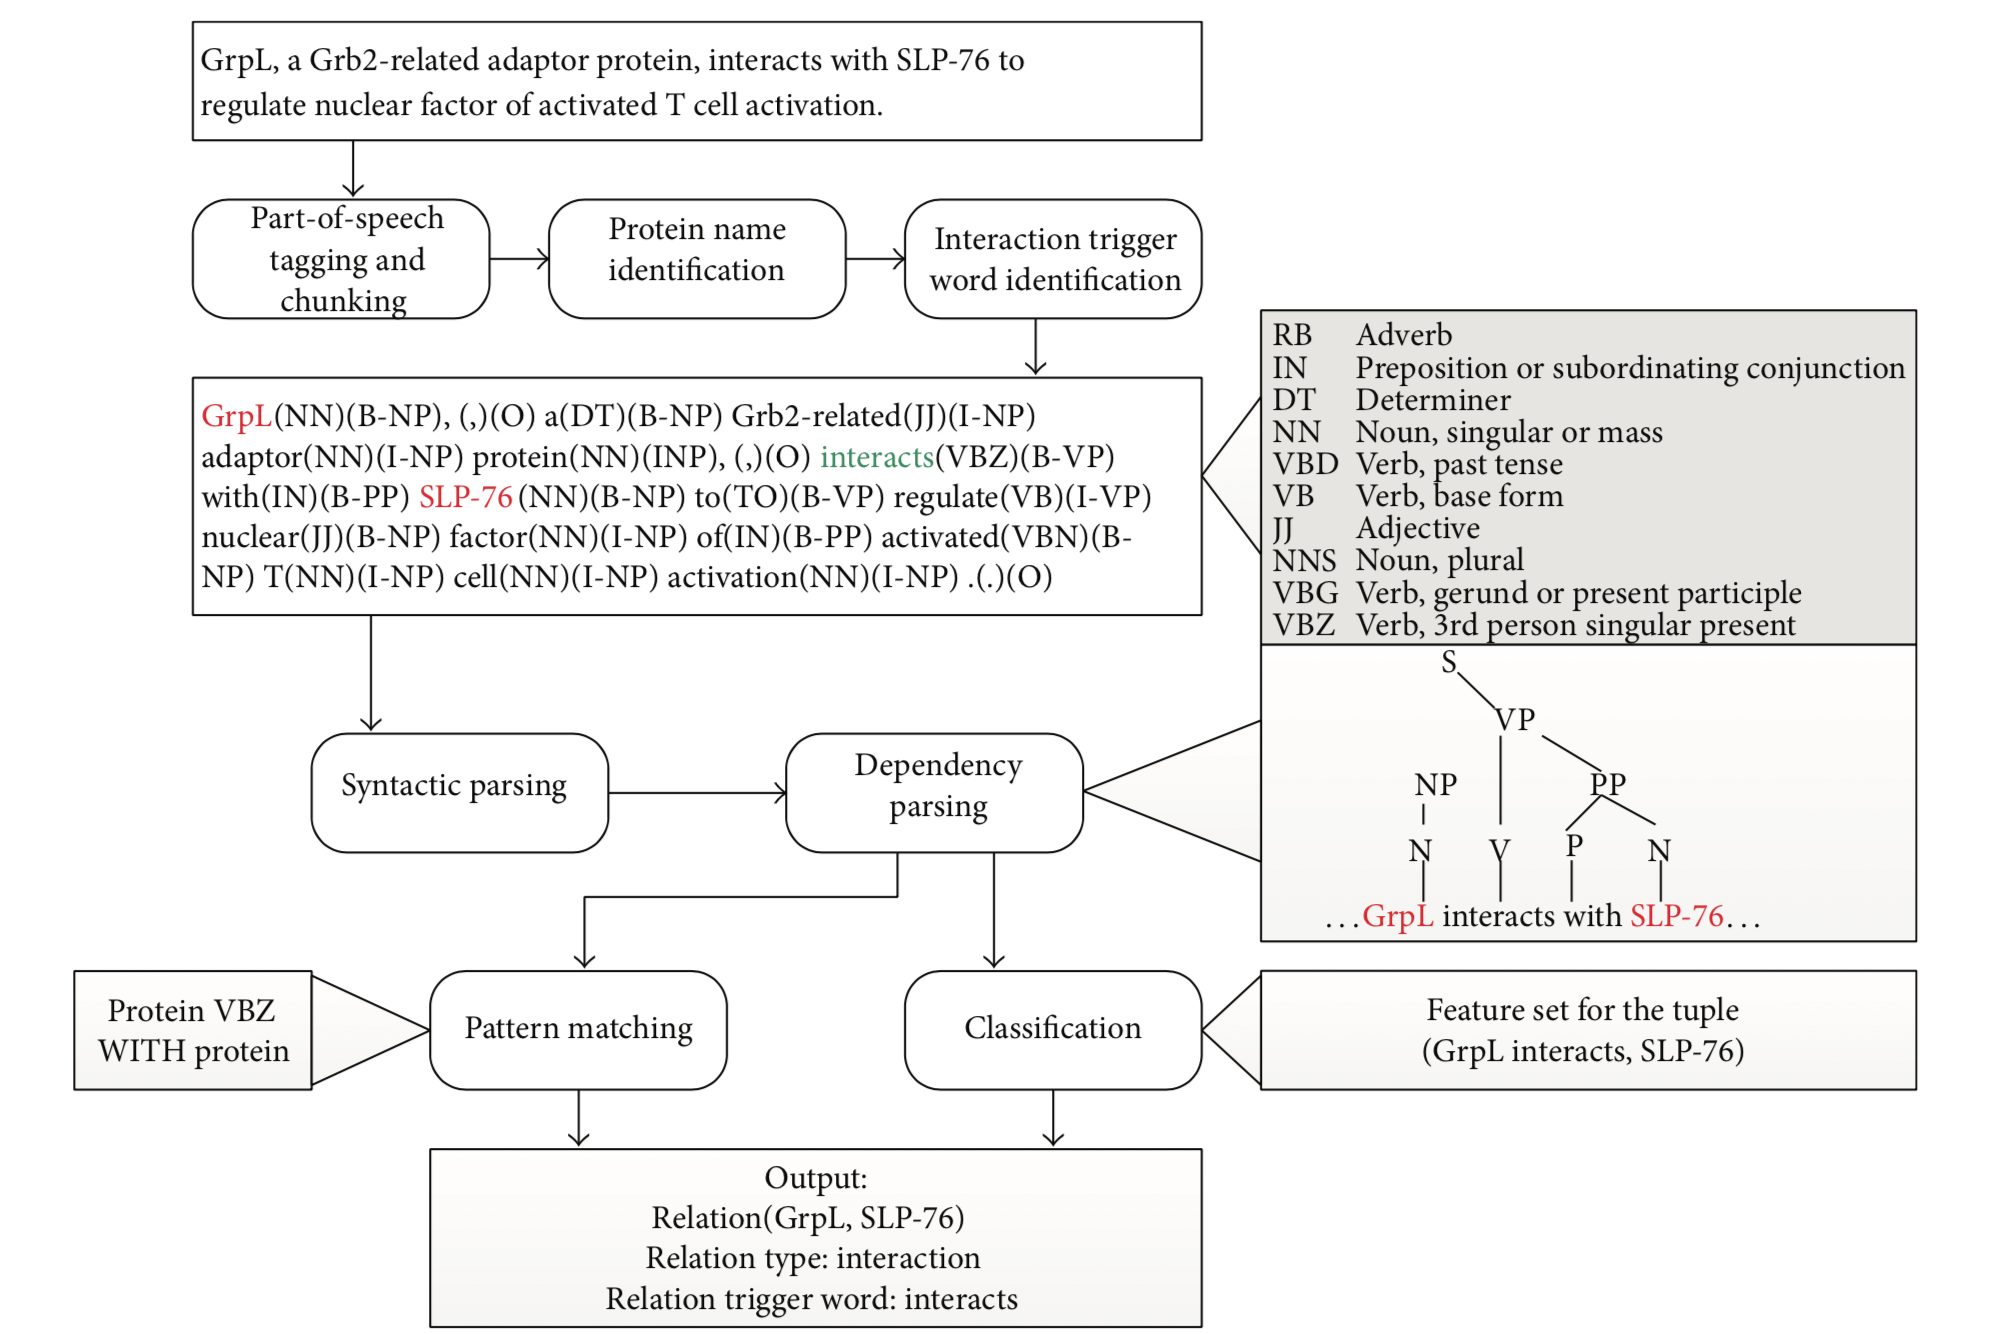 GrpL, a Grb2-related adaptor protein, interacts with SLP-76 to
regulate nuclear factor of activated T cell activation.
Part-of-speech
tagging and
chunking
Protein name
identification
Interaction trigger
word identification
GrpL(NN)(B-NP), (,)(O) a(DT)(B-NP) Grb2-related(JJ)(I-NP)
adaptor(NN)(I-NP) protein(NN)(INP), (,)(O) interacts(VBZ)(B-VP)
with(IN)(B-PP) SLP-76 (NN)(B-NP) to(TO)(B-VP) regulate(VB)(I-VP)
nuclear(JJ)(B-NP) factor(NN)(I-NP) of(IN)(B-PP) activated(VBN)(B-
NP) T(NN)(I-NP) cell(NN)(I-NP) activation(NN)(I-NP) .(.)(O)
RB Adverb
IN Preposition or subordinating conjunction
DT Determiner
NN Noun, singular or mass
VBD Verb, past tense
VB Verb, base form
JJ Adjective
NNS Noun, plural
VBG Verb, gerund or present participle
VBZ Verb, 3rd person singular present
Syntactic parsing
Dependency
parsing
S
VP
NP PP
N V P N
...GrpL interacts with SLP-76...
Protein VBZ
WITH protein
Pattern matching
Classification
Feature set for the tuple
(GrpL interacts, SLP-76)
Output:
Relation(GrpL, SLP-76)
Relation type: interaction
Relation trigger word: interacts